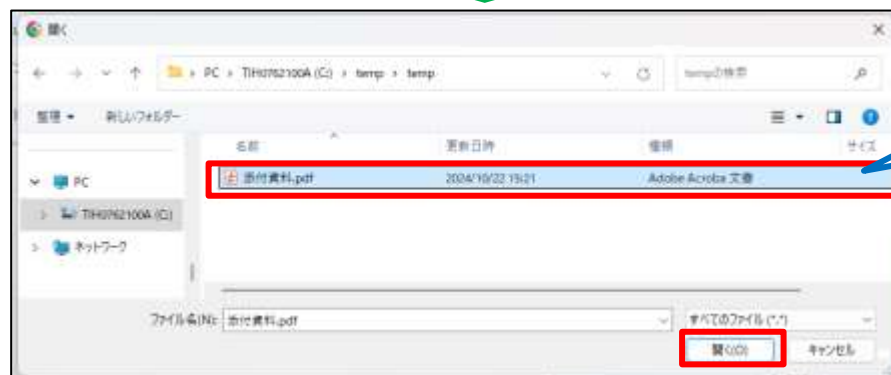 開く
PC › TIH0762100A (C:) › temp › temp
tempの検索
整理 新しいフォルダー
名前 更新日時 種類 サイズ
PC
添付資料.pdf 2024/10/22 15:21 Adobe Acrobat 文書
TIH0762100A (C:)
ネットワーク
ファイル名(N): 添付資料.pdf すべてのファイル (*.*)
開く(O) キャンセル